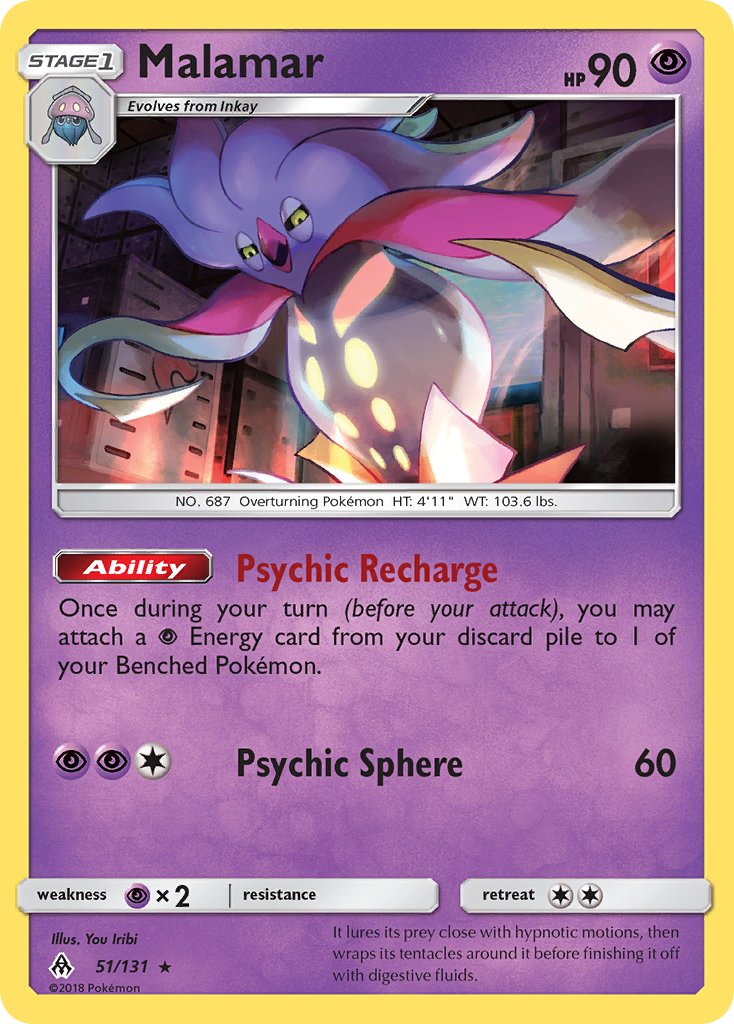 STAGE1 Malamar HP90
Evolves from Inkay
NO. 687 Overturning Pokémon HT: 4'11" WT: 103.6 lbs.
Ability Psychic Recharge
Once during your turn (before your attack), you may
attach a Energy card from your discard pile to 1 of
your Benched Pokémon.
Psychic Sphere 60
weakness ×2 resistance retreat
Illus. You Iribi
51/131 ★
©2018 Pokémon
It lures its prey close with hypnotic motions, then
wraps its tentacles around it before finishing it off
with digestive fluids.